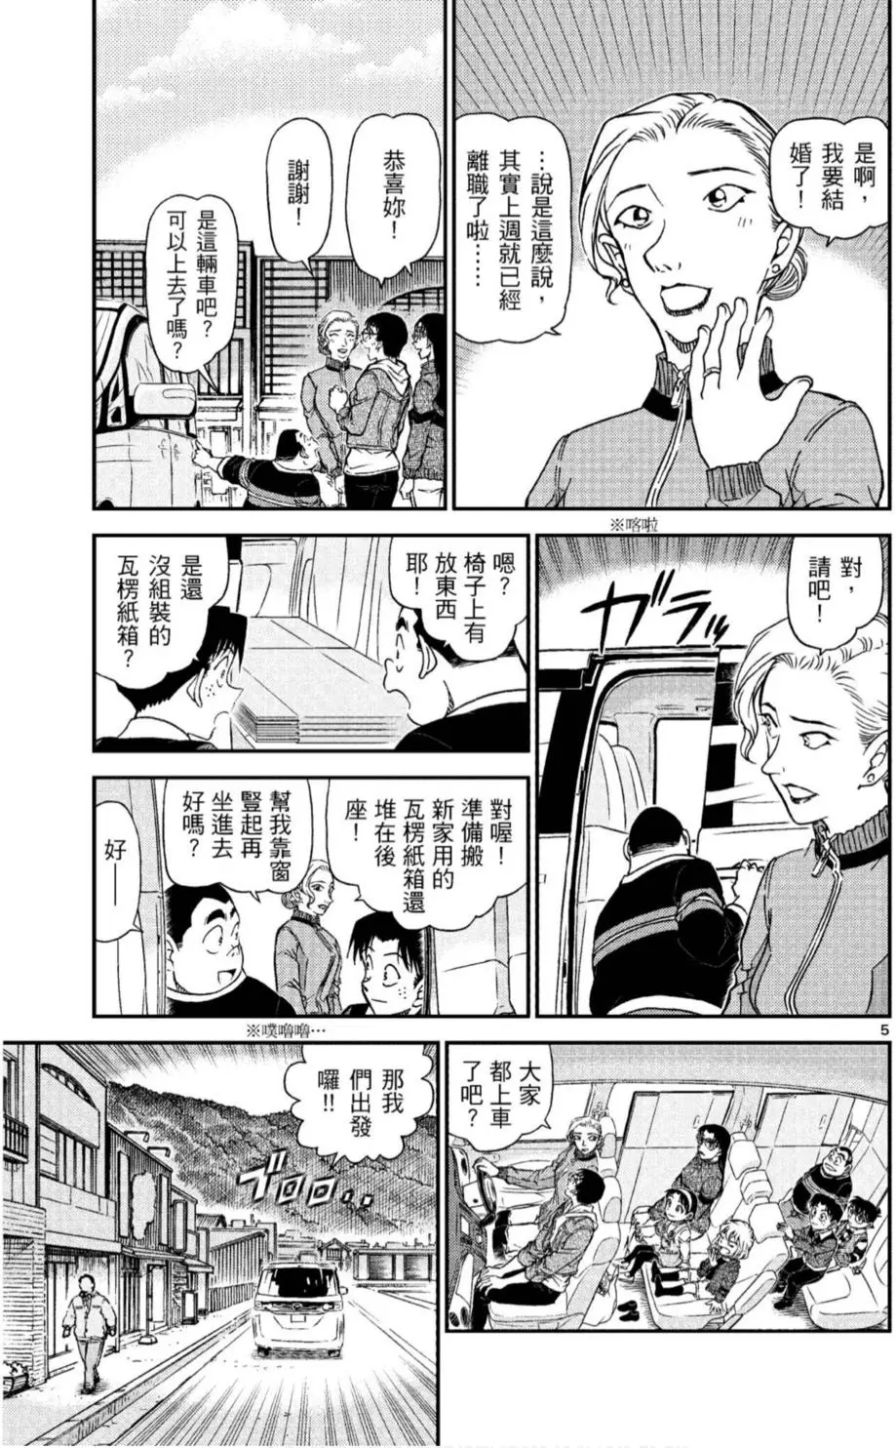 是啊，
我要結
婚了！
…說是這麼說，
其實上週就已經
離職了啦……
恭喜妳！
謝謝！
是這輛車吧？
可以上去了嗎？
※喀啦
對，
請吧！
ガラッ
嗯？
椅子上有
放東西
耶！
是還
沒組裝的
瓦楞紙箱？
對喔！
準備搬
新家用的
瓦楞紙箱還
堆在後
座！
幫我靠窗
豎起再
坐進去
好嗎？
好—
5
大家
都上車
了吧？
※噗嚕嚕…
那我
們出發
囉!!
ブロロロ…